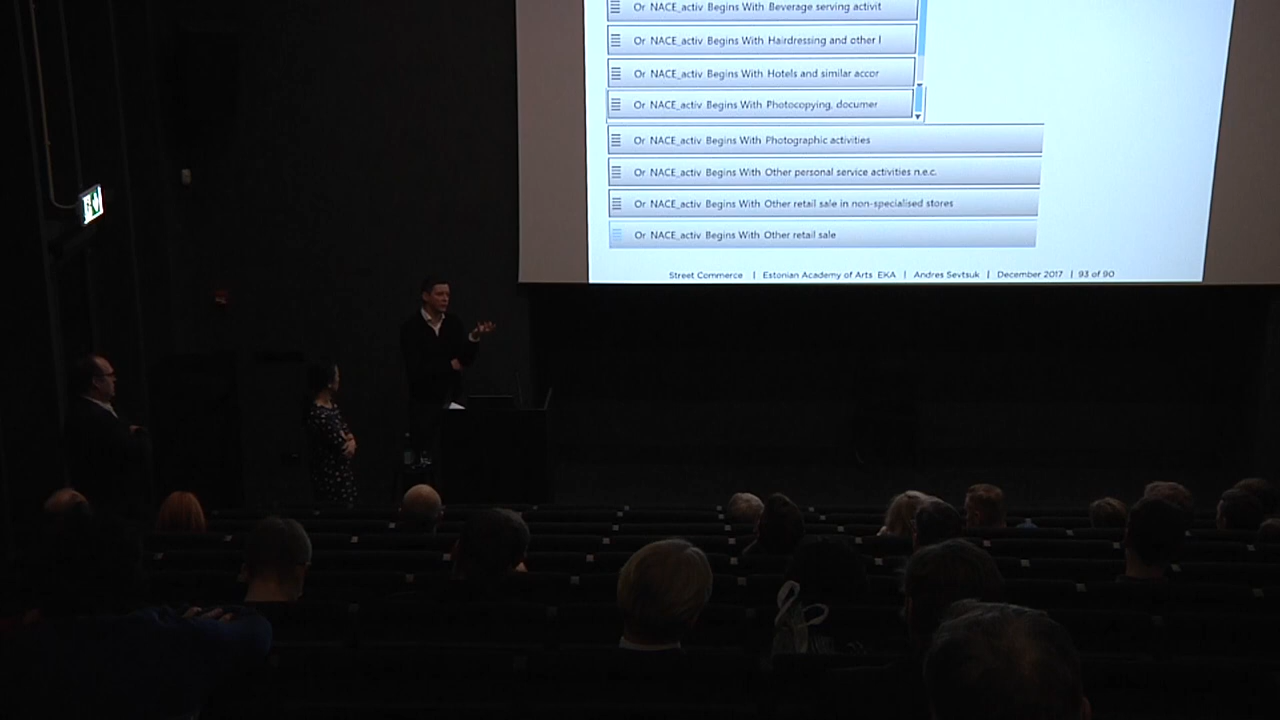 Or NACE_activ Begins With Beverage serving activit
Or NACE_activ Begins With Hairdressing and other l
Or NACE_activ Begins With Hotels and similar accor
Or NACE_activ Begins With Photocopying, documer
Or NACE_activ Begins With Photographic activities
Or NACE_activ Begins With Other personal service activities n.e.c.
Or NACE_activ Begins With Other retail sale in non-specialised stores
Or NACE_activ Begins With Other retail sale
Street Commerce | Estonian Academy of Arts EKA | Andres Sevtsuk | December 2017 | 93 of 90